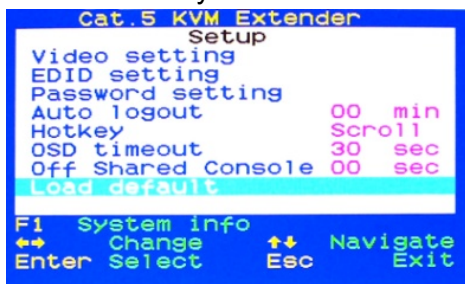 Cat.5 KVM Extender
Setup
Video setting
EDID setting
Password setting
Auto logout 00 min
Hotkey Scroll
OSD timeout 30 sec
Off Shared Console 00 sec
Load default
F1 System info
↔ Change ↑↓ Navigate
Enter Select Esc Exit